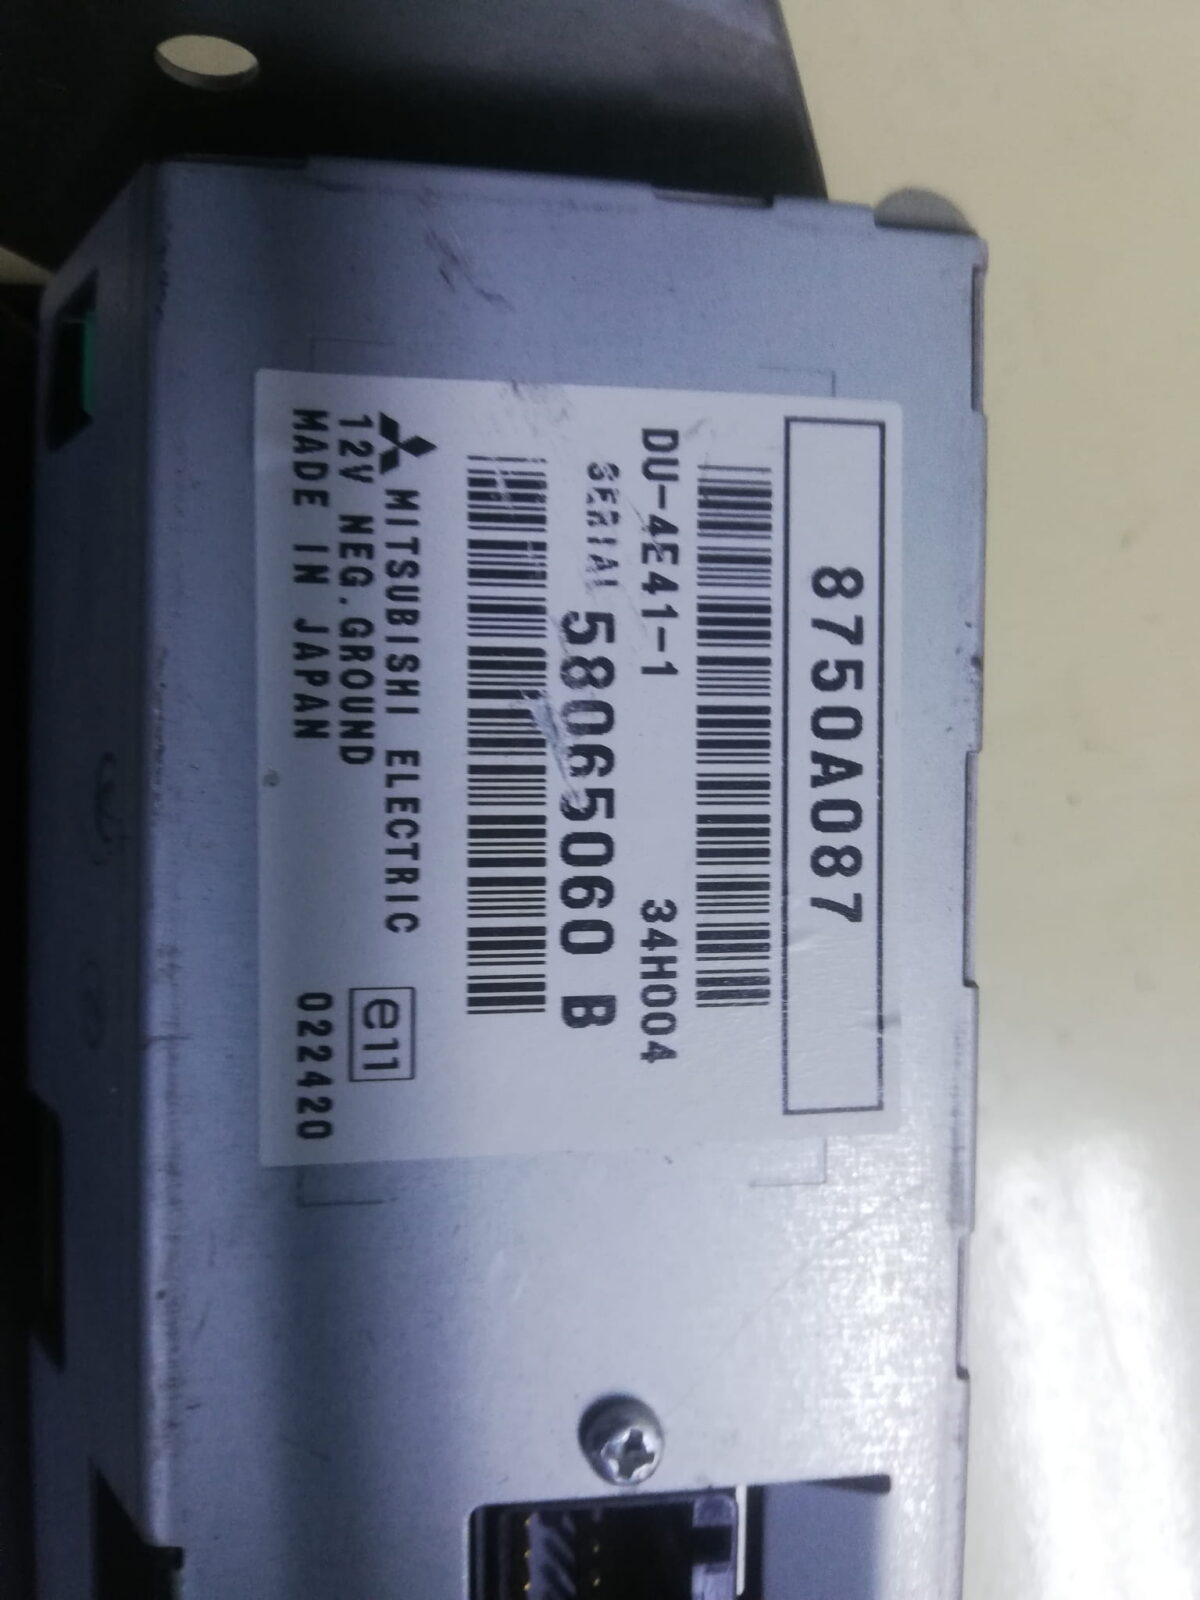 8750A087
DU-4E41-1 34H004
SERIAL 58065060 B
MITSUBISHI ELECTRIC
12V NEG.GROUND e11
MADE IN JAPAN 022420